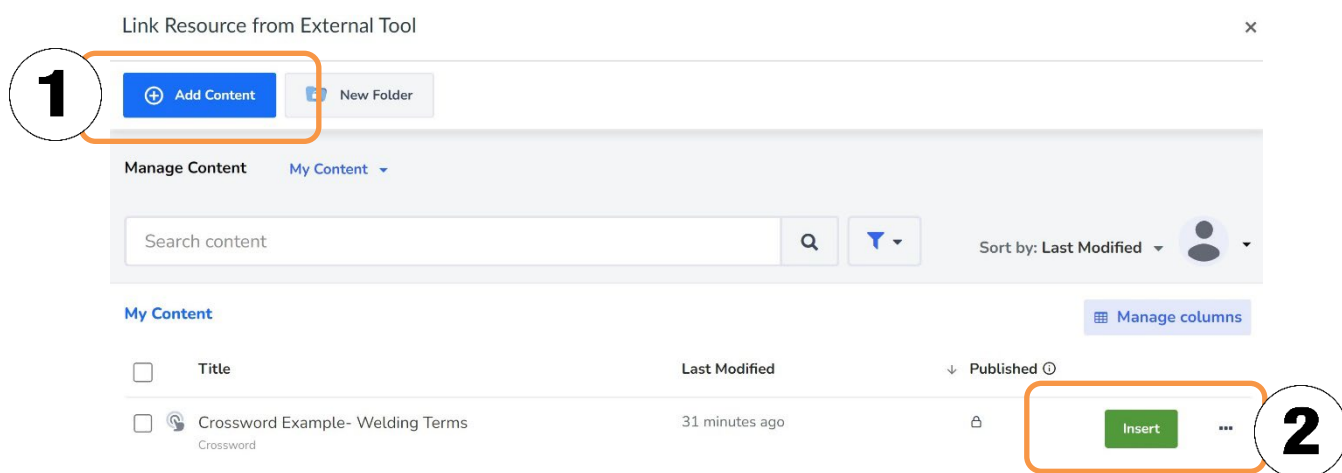 Link Resource from External Tool
1
Add Content New Folder
Manage Content My Content
Search content Sort by: Last Modified
My Content Manage columns
Title Last Modified Published
Crossword Example- Welding Terms 31 minutes ago Insert ...
Crossword
2